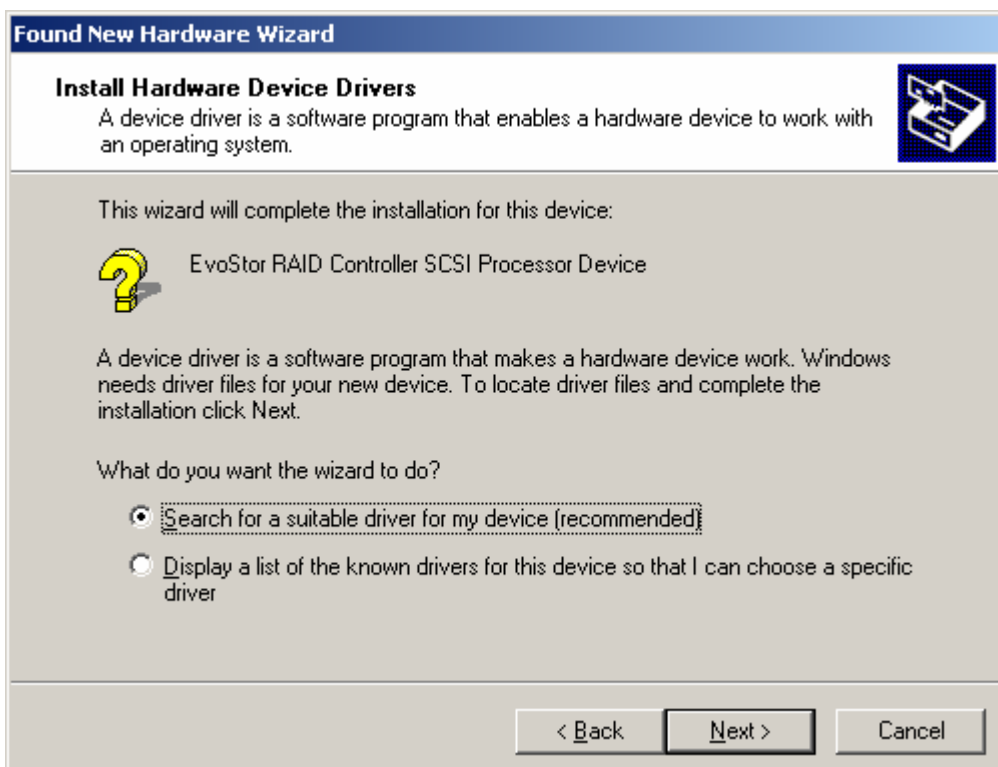 Found New Hardware Wizard
Install Hardware Device Drivers
A device driver is a software program that enables a hardware device to work with
an operating system.
This wizard will complete the installation for this device:
EvoStor RAID Controller SCSI Processor Device
A device driver is a software program that makes a hardware device work. Windows
needs driver files for your new device. To locate driver files and complete the
installation click Next.
What do you want the wizard to do?
Search for a suitable driver for my device (recommended)
Display a list of the known drivers for this device so that I can choose a specific
driver
< Back Next > Cancel